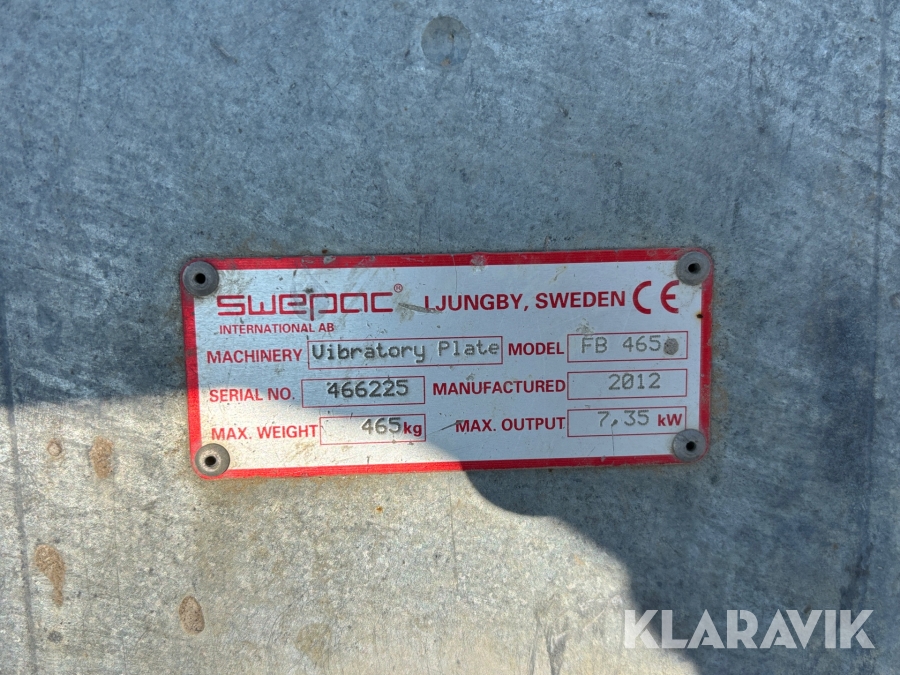 swepac® LJUNGBY, SWEDEN CE
INTERNATIONAL AB
MACHINERY Vibratory Plate MODEL FB 465
SERIAL NO. 466225 MANUFACTURED 2012
MAX. WEIGHT 465kg MAX. OUTPUT 7,35 kW
KLARAVIK